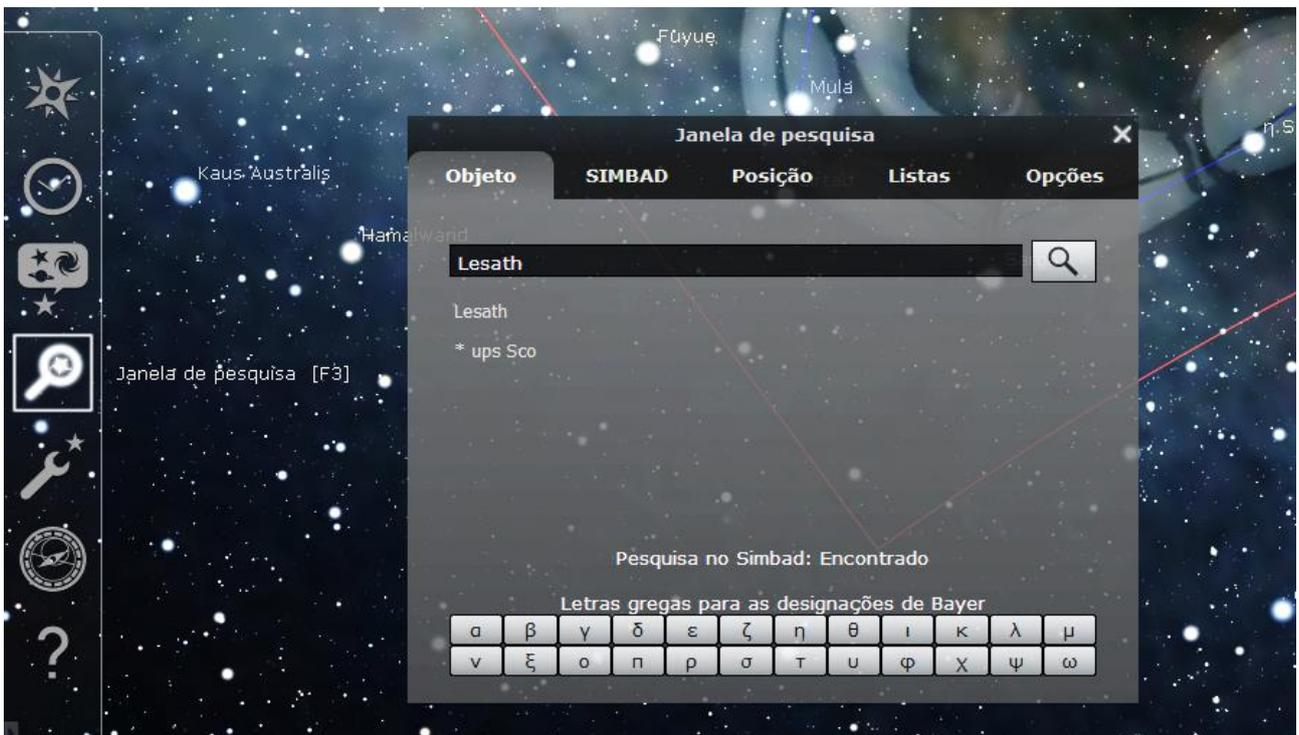 Fuyue
Mula
η S
Janela de pesquisa
Kaus Australis
Objeto SIMBAD Posição Listas Opções
Hamalwarid
Lesath
Lesath
* ups Sco
Janela de pesquisa [F3]
Pesquisa no Simbad: Encontrado
Letras gregas para as designações de Bayer
α β γ δ ε ζ η θ ι κ λ μ
ν ξ ο π ρ σ τ υ φ χ ψ ω
?